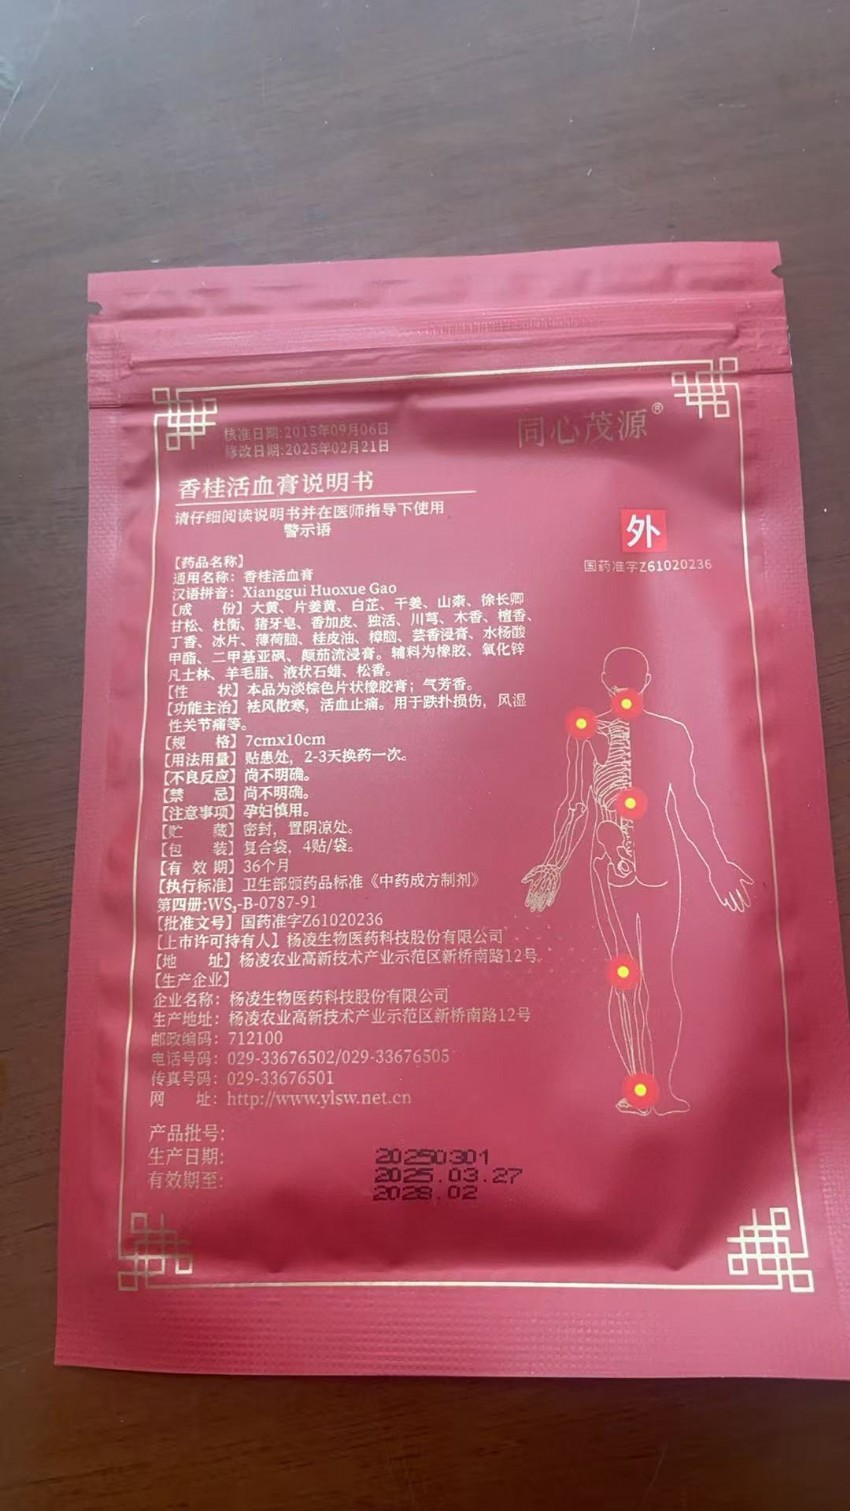 核准日期:2015年09月06日
修改日期:2025年02月21日
同心茂源®
香桂活血膏说明书
请仔细阅读说明书并在医师指导下使用
警示语
外
国药准字Z61020236
【药品名称】
通用名称：香桂活血膏
汉语拼音：Xianggui Huoxue Gao
【成　　份】大黄、片姜黄、白芷、干姜、山柰、徐长卿
甘松、杜衡、猪牙皂、香加皮、独活、川芎、木香、檀香、
丁香、冰片、薄荷脑、桂皮油、樟脑、芸香浸膏、水杨酸
甲酯、二甲基亚砜、颠茄流浸膏。辅料为橡胶、氧化锌
凡士林、羊毛脂、液状石蜡、松香。
【性　　状】本品为淡棕色片状橡胶膏；气芳香。
【功能主治】祛风散寒，活血止痛。用于跌扑损伤，风湿
性关节痛等。
【规　　格】7cmx10cm
【用法用量】贴患处，2-3天换药一次。
【不良反应】尚不明确。
【禁　　忌】尚不明确。
【注意事项】孕妇慎用。
【贮　　藏】密封，置阴凉处。
【包　　装】复合袋，4贴/袋。
【有 效 期】36个月
【执行标准】卫生部颁药品标准《中药成方制剂》
第四册:WS₃-B-0787-91
【批准文号】国药准字Z61020236
【上市许可持有人】杨凌生物医药科技股份有限公司
【地　　址】杨凌农业高新技术产业示范区新桥南路12号
【生产企业】
企业名称：杨凌生物医药科技股份有限公司
生产地址：杨凌农业高新技术产业示范区新桥南路12号
邮政编码：712100
电话号码：029-33676502/029-33676505
传真号码：029-33676501
网　　址：http://www.ylsw.net.cn
产品批号:
生产日期:
有效期至:
20250301
2025.03.27
2028.02